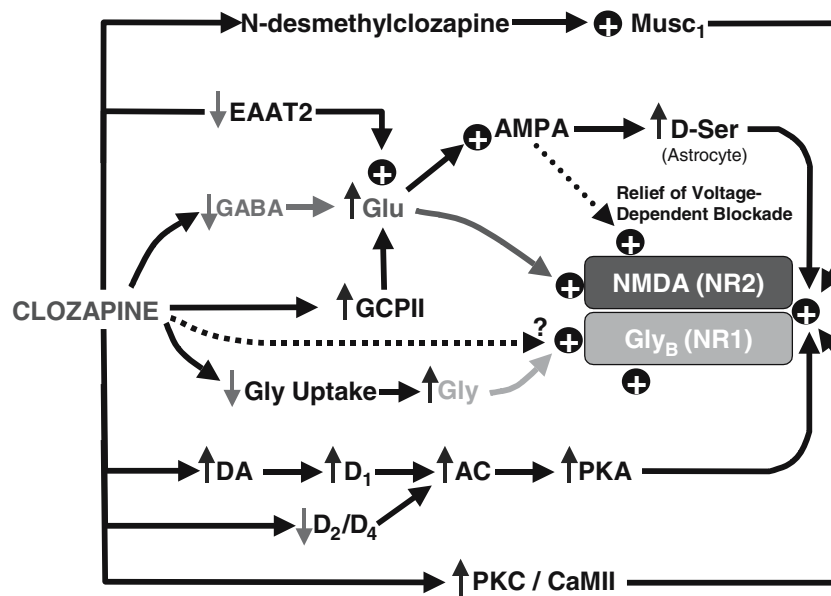 N-desmethylclozapine
Musc1
EAAT2
AMPA
D-Ser
(Astrocyte)
Relief of Voltage-
Dependent Blockade
GABA
Glu
NMDA (NR2)
CLOZAPINE
GCPII
?
GlyB (NR1)
Gly Uptake
Gly
DA
D1
AC
PKA
D2/D4
PKC / CaMII